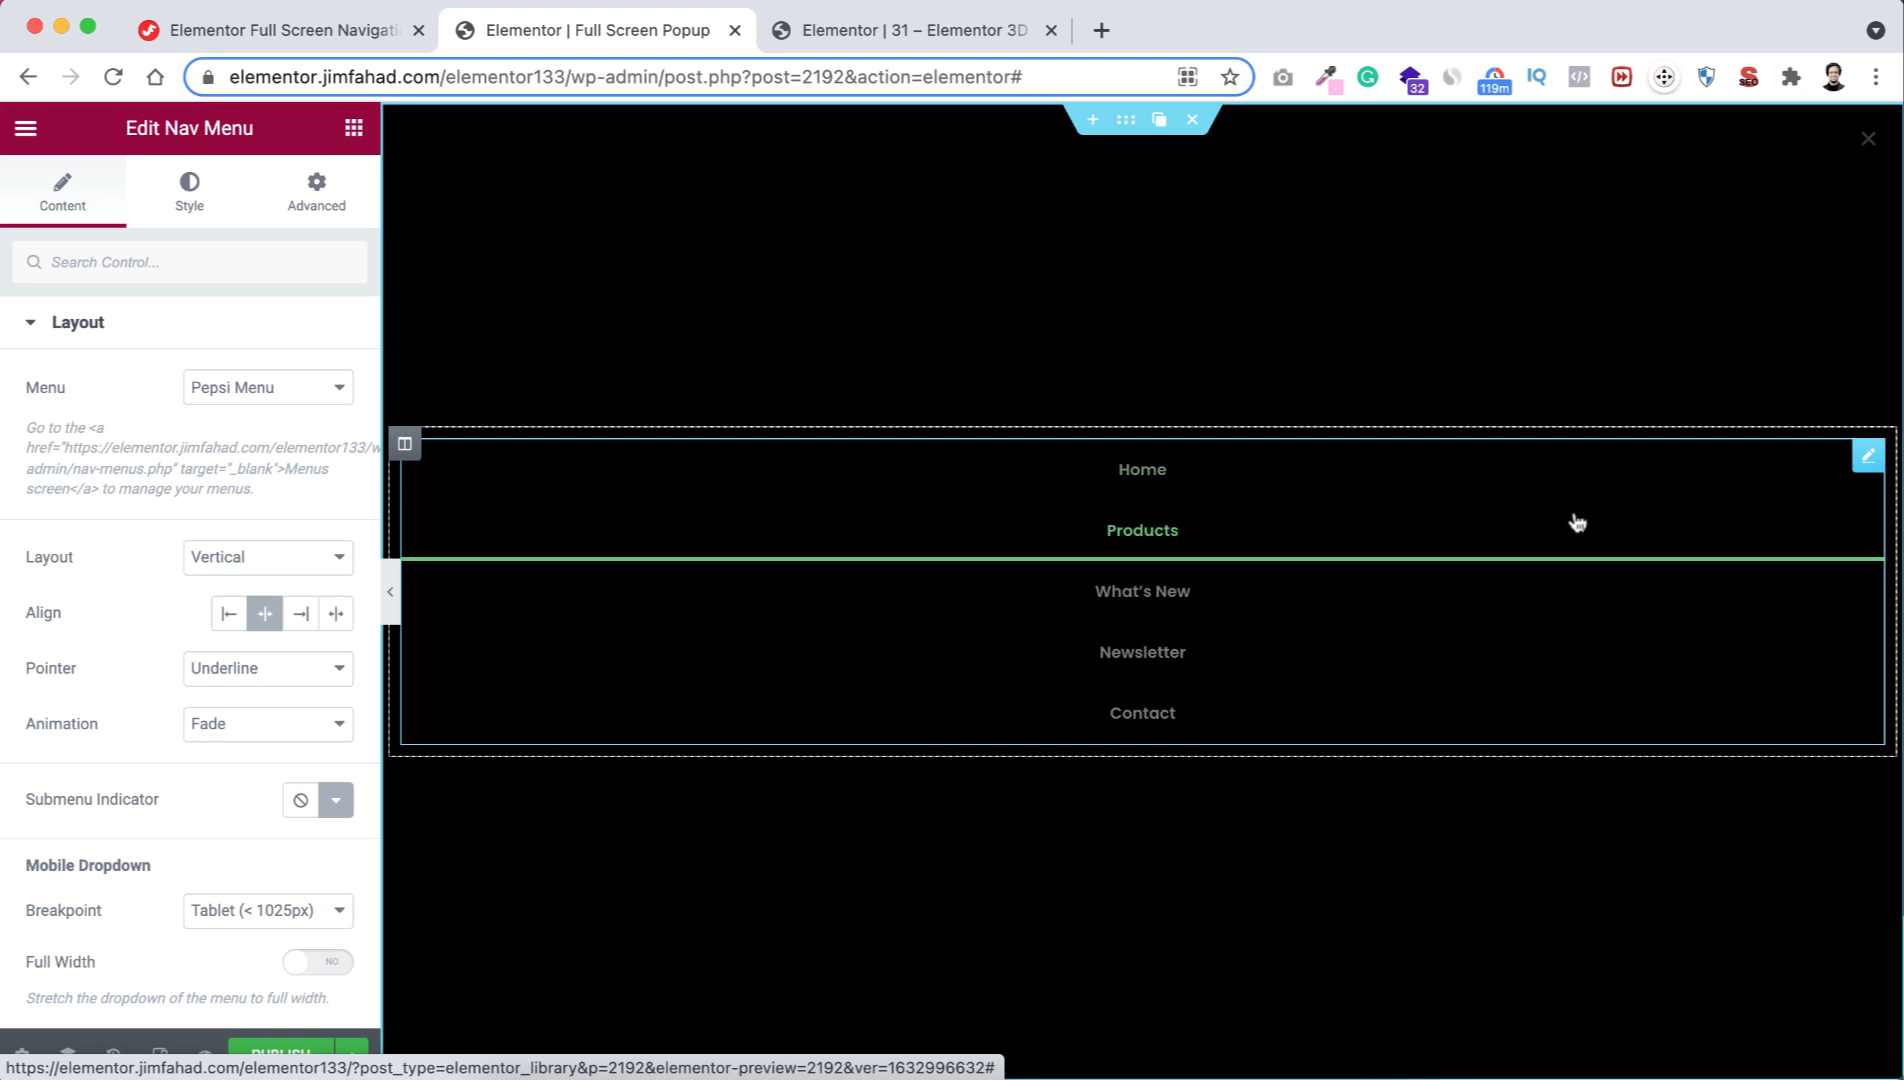 Elementor Full Screen Navigati
Elementor | Full Screen Popup
Elementor | 31 – Elementor 3D
elementor.jimfahad.com/elementor133/wp-admin/post.php?post=2192&action=elementor#
32
119m
IQ
SEO
Edit Nav Menu
Content
Style
Advanced
Search Control...
Layout
Menu
Pepsi Menu
Go to the <a
href="https://elementor.jimfahad.com/elementor133/w
admin/nav-menus.php" target="_blank">Menus
screen</a> to manage your menus.
Layout
Vertical
Align
Pointer
Underline
Animation
Fade
Submenu Indicator
Mobile Dropdown
Breakpoint
Tablet (< 1025px)
Full Width
NO
Stretch the dropdown of the menu to full width.
PUBLISH
Home
Products
What's New
Newsletter
Contact
https://elementor.jimfahad.com/elementor133/?post_type=elementor_library&p=2192&elementor-preview=2192&ver=1632996632#